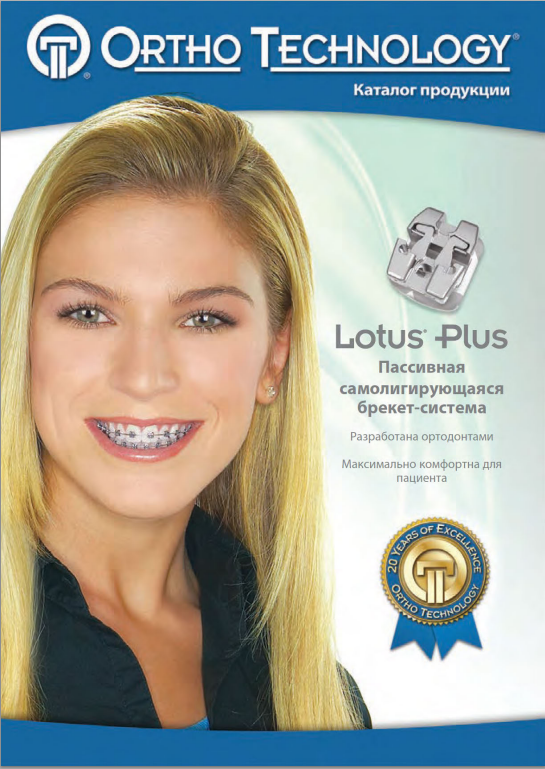 ORTHO TECHNOLOGY®
Каталог продукции
Lotus® Plus
Пассивная
самолигирующаяся
брекет-система
Разработана ортодонтами
Максимально комфортна для
пациента
20 YEARS OF EXCELLENCE
ORTHO TECHNOLOGY